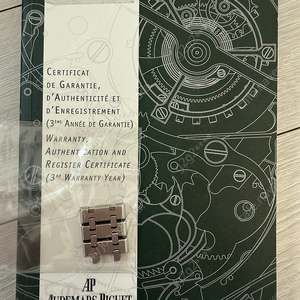 CERTIFICAT
DE GARANTIE,
D'AUTHENTICITÉ ET
D'ENREGISTREMENT
(3ÈME ANNÉE DE GARANTIE)
WARRANTY,
AUTHENTICATION AND
REGISTER CERTIFICATE
(3RD WARRANTY YEAR)
AP
AUDEMARS PIGUET